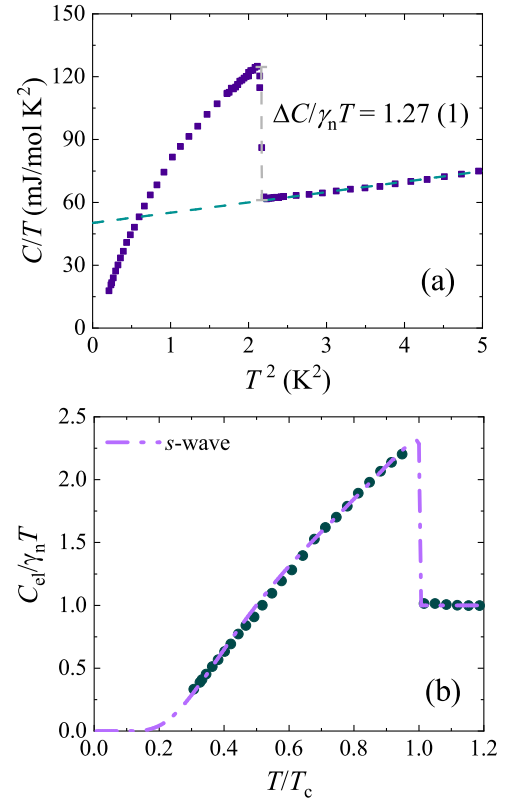 150
120
90
60
30
0
C/T (mJ/mol K²)
ΔC/γₙT = 1.27 (1)
(a)
0 1 2 3 4 5
T ² (K²)
2.5
2.0
1.5
1.0
0.5
0.0
s-wave
C_el/γₙT
(b)
0.0 0.2 0.4 0.6 0.8 1.0 1.2
T/T_c